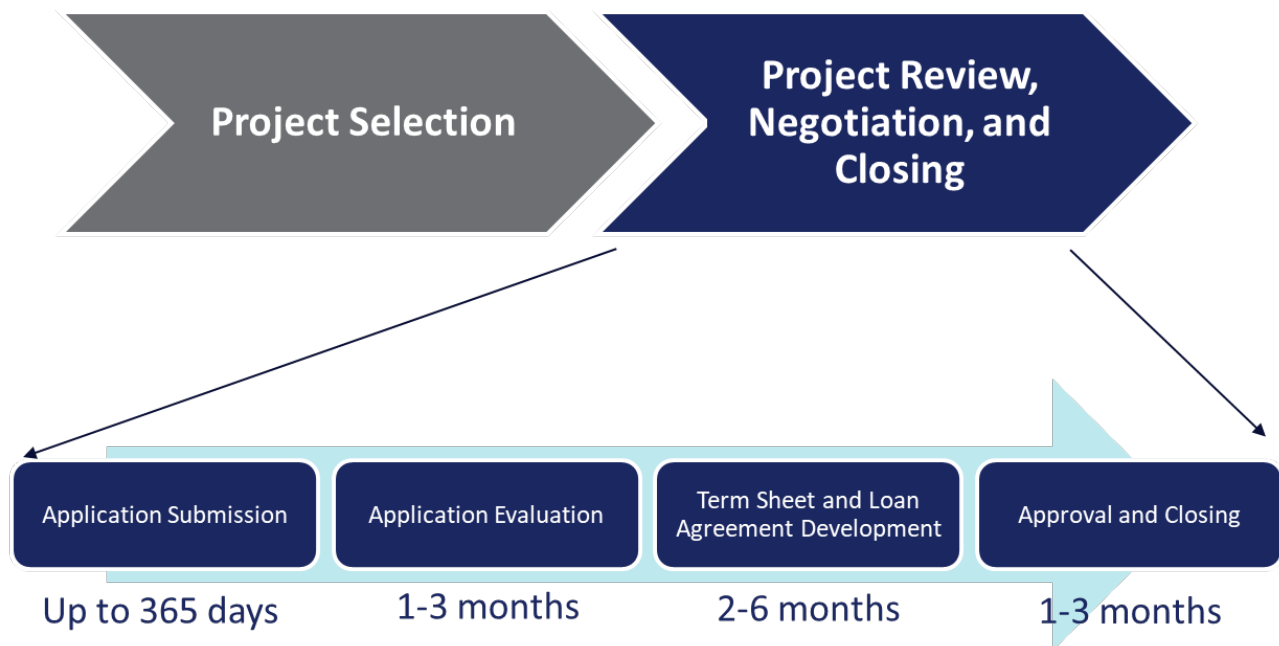 Project Selection
Project Review,
Negotiation, and
Closing
Application Submission
Application Evaluation
Term Sheet and Loan
Agreement Development
Approval and Closing
Up to 365 days
1-3 months
2-6 months
1-3 months